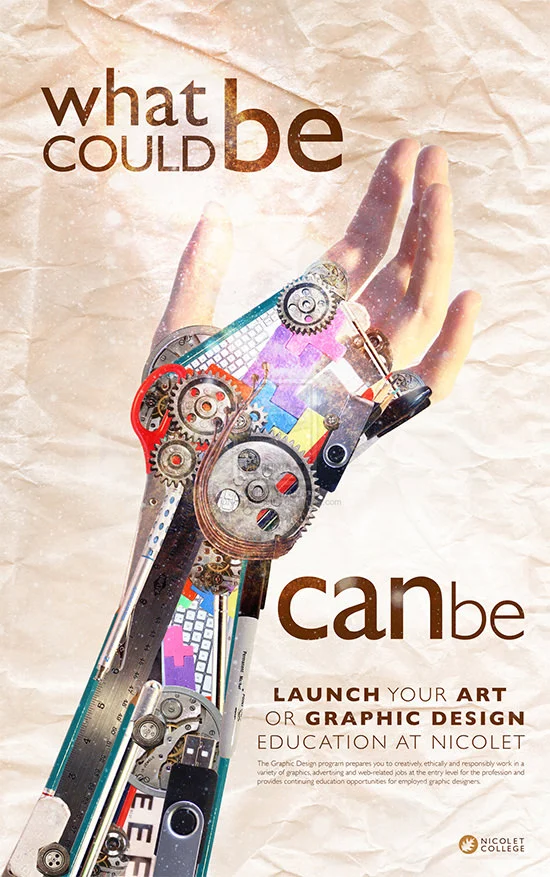 what
COULD be
can be
LAUNCH YOUR ART
OR GRAPHIC DESIGN
EDUCATION AT NICOLET
The Graphic Design program prepares you to creatively, ethically and responsibly work in a
variety of graphics, advertising and web-related jobs at the entry level for the profession and
provides continuing education opportunities for employed graphic designers.
NICOLET
COLLEGE